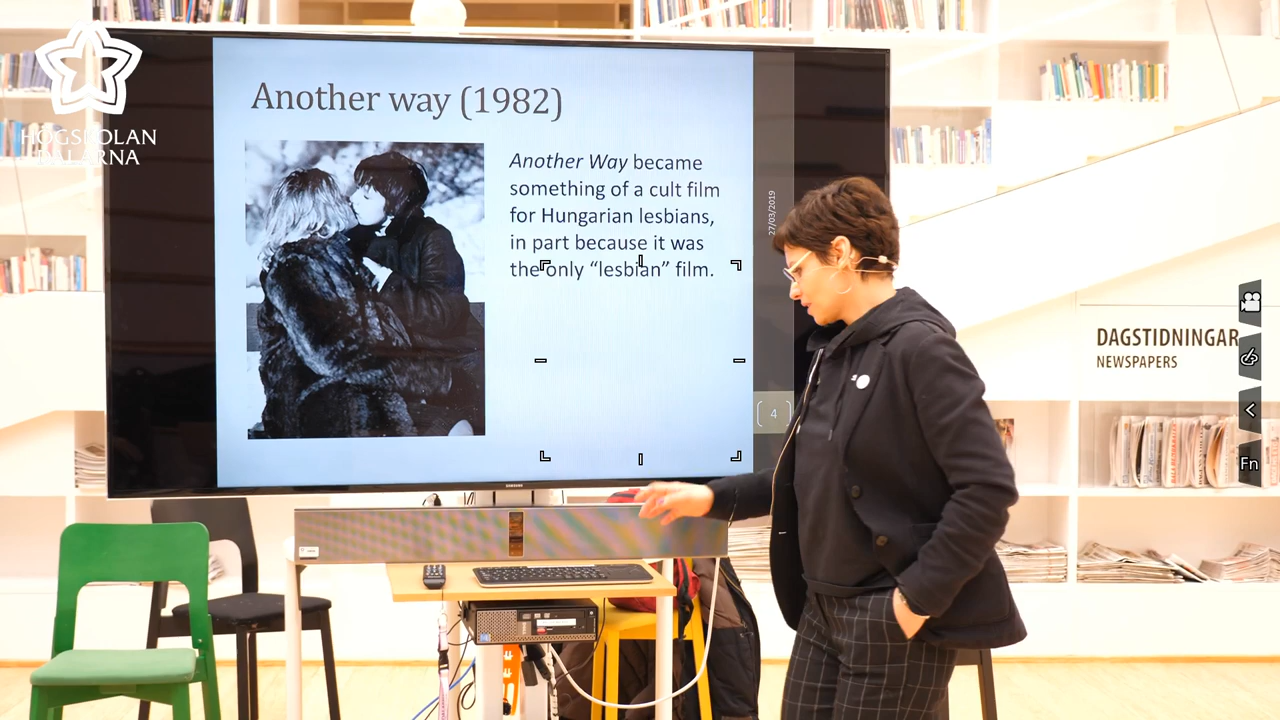 HÖGSKOLAN
DALARNA
Another way (1982)
Another Way became
something of a cult film
for Hungarian lesbians,
in part because it was
the only “lesbian” film.
27/03/2019
4
SAMSUNG
DAGSTIDNINGAR
NEWSPAPERS
Fn